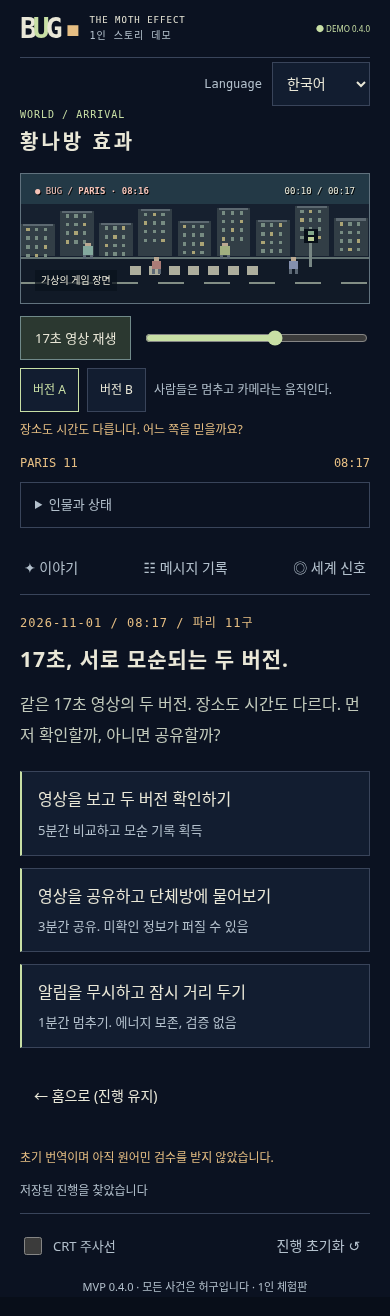 BUG
THE MOTH EFFECT
1인 스토리 데모
DEMO 0.4.0
Language
한국어
WORLD / ARRIVAL
황나방 효과
BUG / PARIS · 08:16
00:10 / 00:17
가상의 게임 장면
17초 영상 재생
버전 A
버전 B
사람들은 멈추고 카메라는 움직인다.
장소도 시간도 다릅니다. 어느 쪽을 믿을까요?
PARIS 11
08:17
▶ 인물과 상태
✦ 이야기
☷ 메시지 기록
◎ 세계 신호
2026-11-01 / 08:17 / 파리 11구
17초, 서로 모순되는 두 버전.
같은 17초 영상의 두 버전. 장소도 시간도 다르다. 먼
저 확인할까, 아니면 공유할까?
영상을 보고 두 버전 확인하기
5분간 비교하고 모순 기록 획득
영상을 공유하고 단체방에 물어보기
3분간 공유. 미확인 정보가 퍼질 수 있음
알림을 무시하고 잠시 거리 두기
1분간 멈추기. 에너지 보존, 검증 없음
← 홈으로 (진행 유지)
초기 번역이며 아직 원어민 검수를 받지 않았습니다.
저장된 진행을 찾았습니다
CRT 주사선
진행 초기화 ↺
MVP 0.4.0 · 모든 사건은 허구입니다 · 1인 체험판